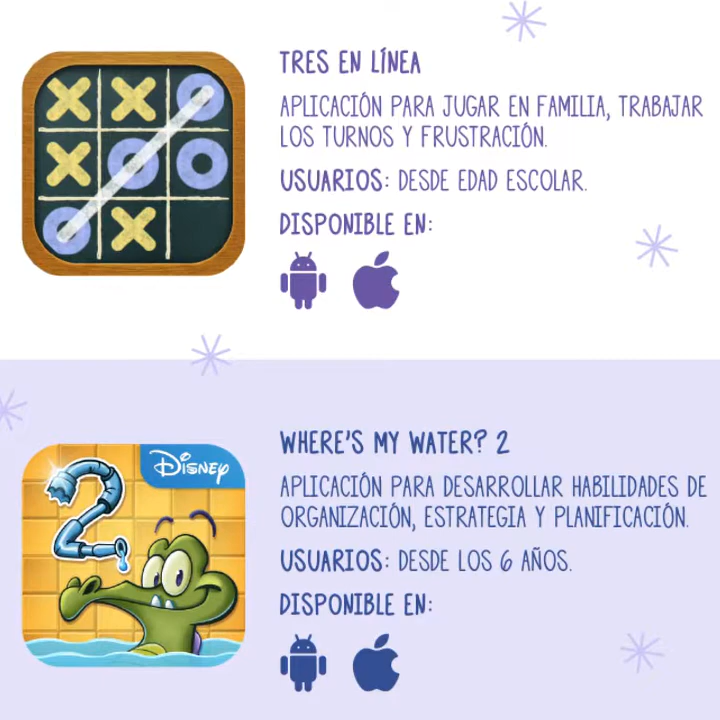 TRES EN LÍNEA
APLICACIÓN PARA JUGAR EN FAMILIA, TRABAJAR
LOS TURNOS Y FRUSTRACIÓN.
USUARIOS: DESDE EDAD ESCOLAR.
DISPONIBLE EN:
DISNEY
2
WHERE'S MY WATER? 2
APLICACIÓN PARA DESARROLLAR HABILIDADES DE
ORGANIZACIÓN, ESTRATEGIA Y PLANIFICACIÓN.
USUARIOS: DESDE LOS 6 AÑOS.
DISPONIBLE EN: